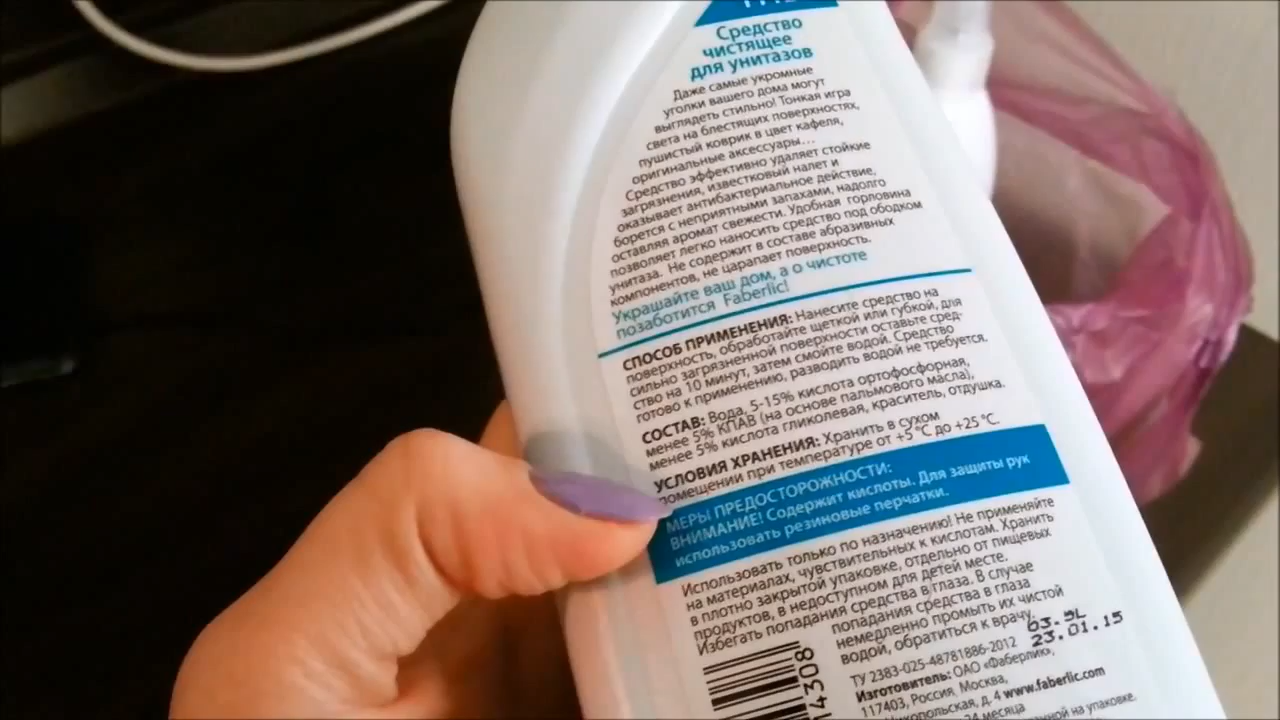 Средство
чистящее
для унитазов
Даже самые укромные
уголки вашего дома могут
выглядеть стильно! Тонкая игра
света на блестящих поверхностях,
пушистый коврик в цвет кафеля,
оригинальные аксессуары...
Средство эффективно удаляет стойкие
загрязнения, известковый налет и
оказывает антибактериальное действие,
борется с неприятными запахами, надолго
оставляя аромат свежести. Удобная горловина
позволяет легко наносить средство под ободком
унитаза. Не содержит в составе абразивных
компонентов, не царапает поверхность.
Украшайте ваш дом, а о чистоте
позаботится Faberlic!
СПОСОБ ПРИМЕНЕНИЯ: Нанесите средство на
поверхность, обработайте щеткой или губкой, для
сильно загрязненной поверхности оставьте сред-
ство на 10 минут, затем смойте водой. Средство
готово к применению, разводить водой не требуется.
СОСТАВ: Вода, 5-15% кислота ортофосфорная,
менее 5% КПАВ (на основе пальмового масла),
менее 5% кислота гликолевая, краситель, отдушка.
УСЛОВИЯ ХРАНЕНИЯ: Хранить в сухом
помещении при температуре от +5 °С до +25 °С.
МЕРЫ ПРЕДОСТОРОЖНОСТИ:
ВНИМАНИЕ! Содержит кислоты. Для защиты рук
использовать резиновые перчатки.
Использовать только по назначению! Не применяйте
на материалах, чувствительных к кислотам. Хранить
в плотно закрытой упаковке, отдельно от пищевых
продуктов, в недоступном для детей месте.
Избегать попадания средства в глаза. В случае
попадания средства в глаза
немедленно промыть их чистой
водой, обратиться к врачу.
03.9L
23.01.15
ТУ 2383-025-48781886-2012
Изготовитель: ОАО «Фаберлик»,
117403, Россия, Москва,
Никопольская, д. 4 www.faberlic.com
24 месяца
на упаковке.
14308